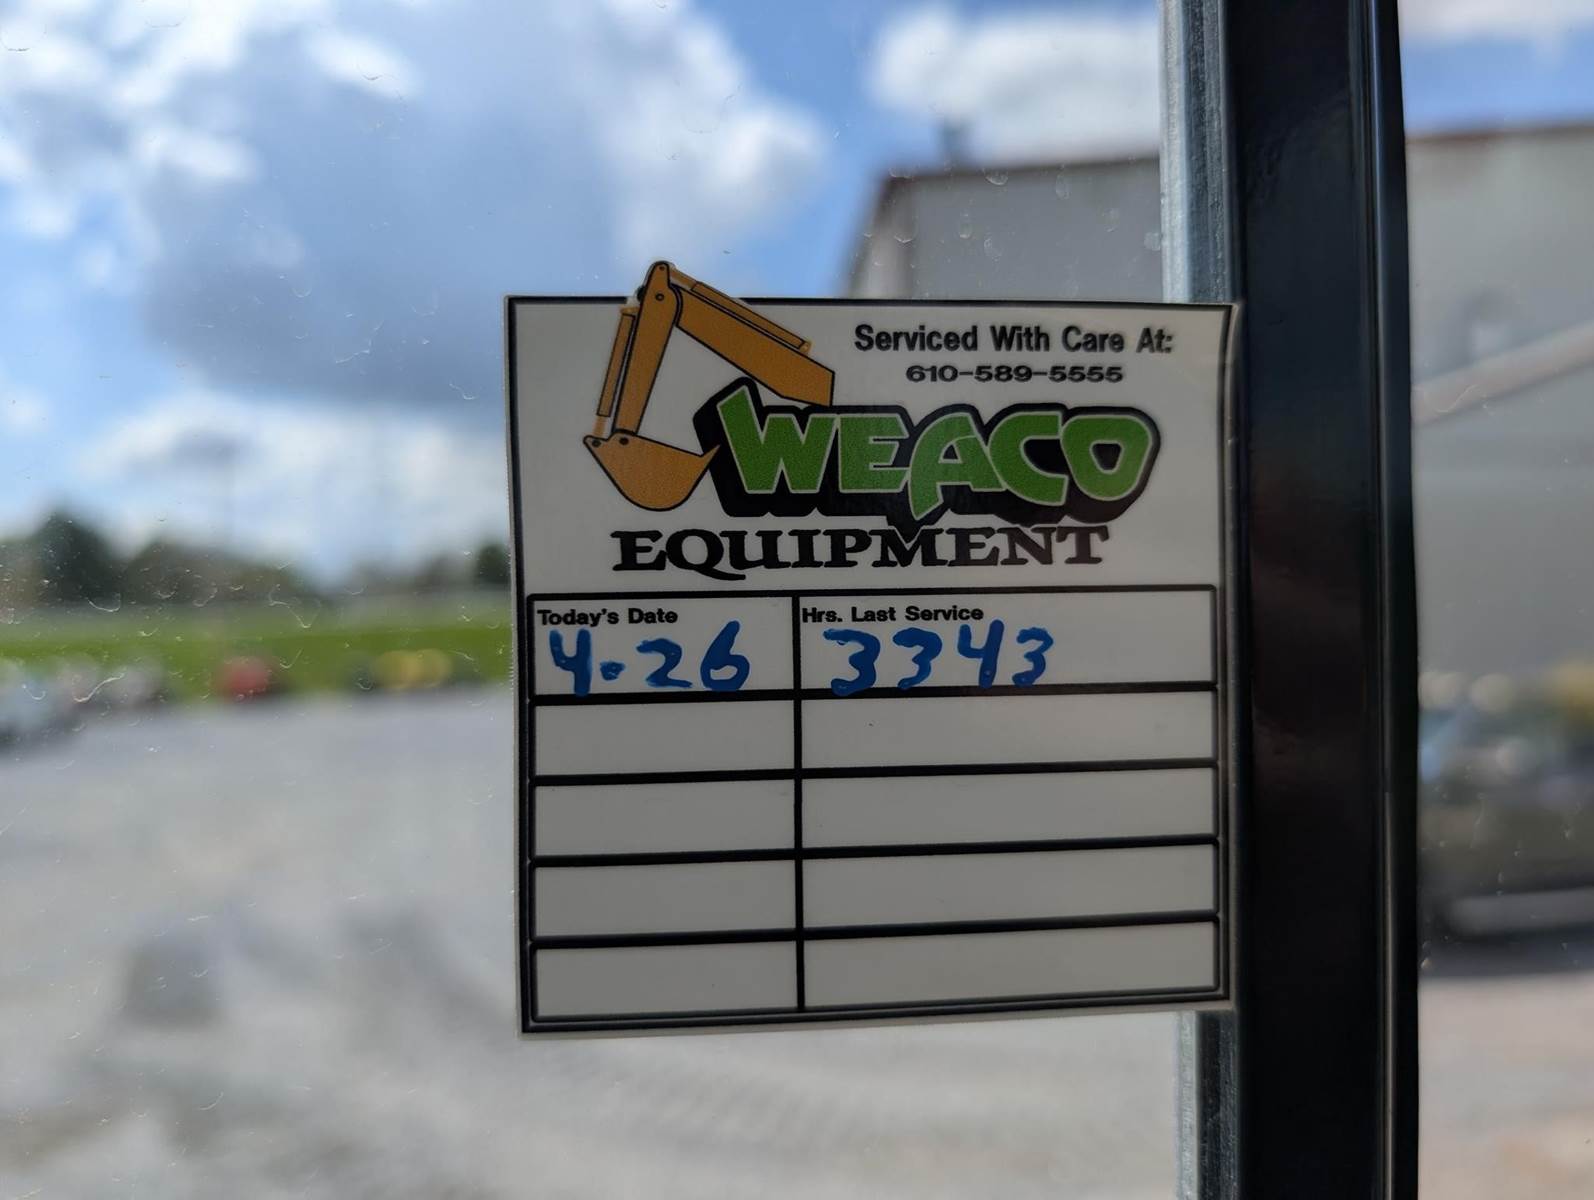 Serviced With Care At:
610-589-5555
WEACO
EQUIPMENT
Today's Date Hrs. Last Service
4-26 3343